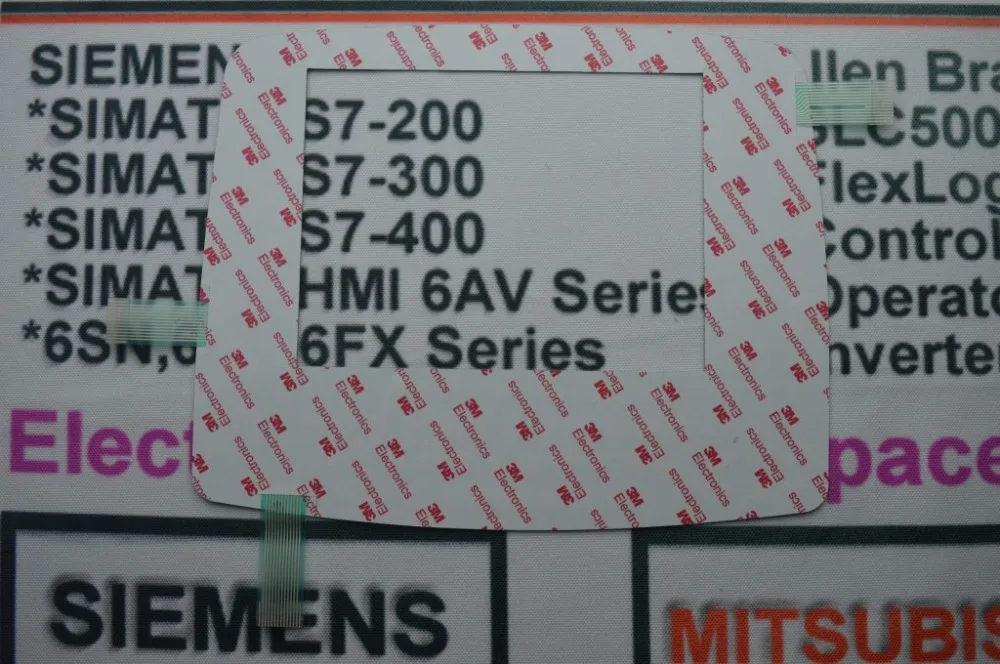 SIEMEN
*SIMAT S7-200
*SIMAT S7-300
*SIMAT S7-400
*SIMAT HMI 6AV Series
*6SN,6 6FX Series
llen Bra
SLC500
FlexLog
Control
Operato
nverter
Elect
pace
3M
Electronics
SIEMENS
MITSUBIS